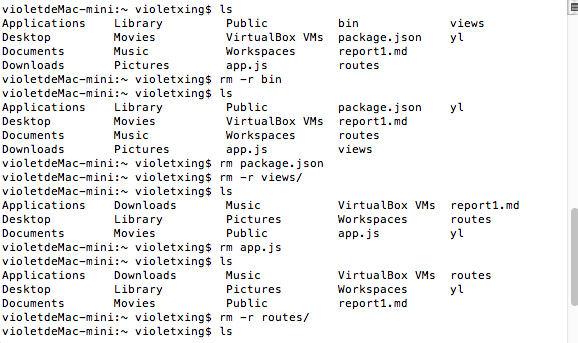 violetdeMac-mini:~ violetxing$ ls
Applications Library Public bin views
Desktop Movies VirtualBox VMs package.json yl
Documents Music Workspaces report1.md
Downloads Pictures app.js routes
violetdeMac-mini:~ violetxing$ rm -r bin
violetdeMac-mini:~ violetxing$ ls
Applications Library Public package.json yl
Desktop Movies VirtualBox VMs report1.md
Documents Music Workspaces routes
Downloads Pictures app.js views
violetdeMac-mini:~ violetxing$ rm package.json
violetdeMac-mini:~ violetxing$ rm -r views/
violetdeMac-mini:~ violetxing$ ls
Applications Downloads Music VirtualBox VMs report1.md
Desktop Library Pictures Workspaces routes
Documents Movies Public app.js yl
violetdeMac-mini:~ violetxing$ rm app.js
violetdeMac-mini:~ violetxing$ ls
Applications Downloads Music VirtualBox VMs routes
Desktop Library Pictures Workspaces yl
Documents Movies Public report1.md
violetdeMac-mini:~ violetxing$ rm -r routes/
violetdeMac-mini:~ violetxing$ ls